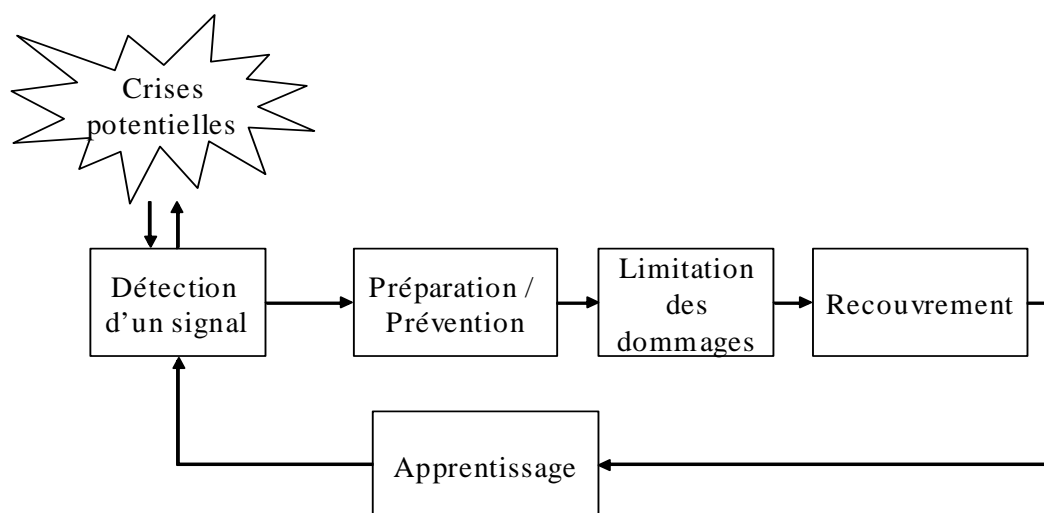 Crises
potentielles
Détection
d’un signal
Préparation /
Prévention
Limitation
des
dommages
Recouvrement
Apprentissage